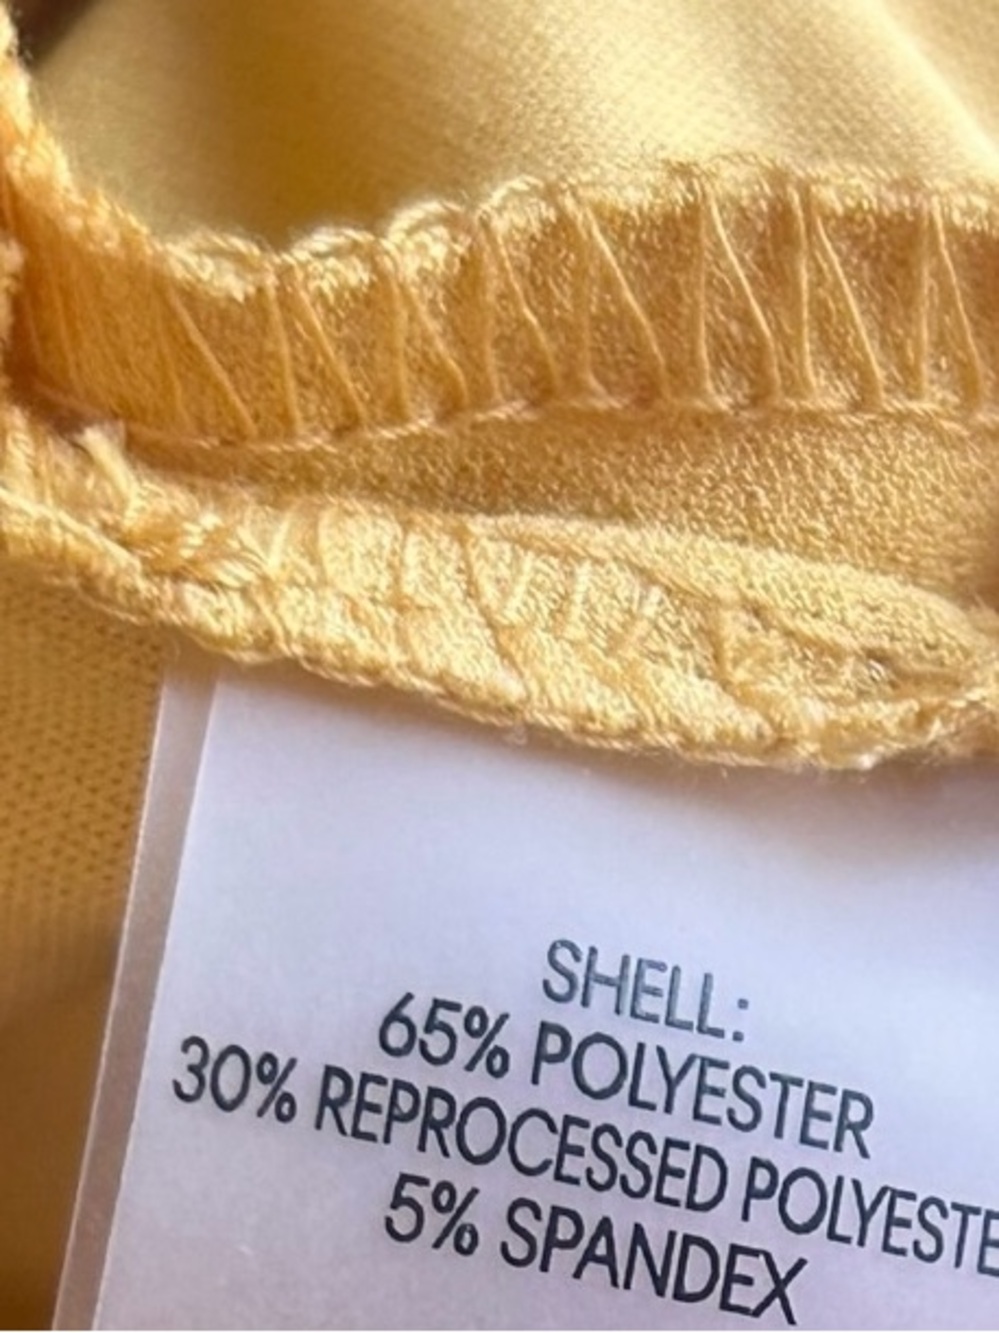 SHELL:
65% POLYESTER
30% REPROCESSED POLYESTE
5% SPANDEX